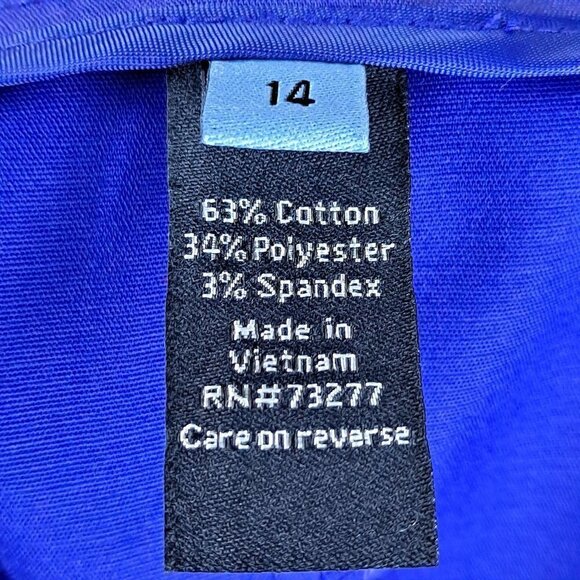 14
63% Cotton
34% Polyester
3% Spandex
Made in
Vietnam
RN#73277
Care on reverse